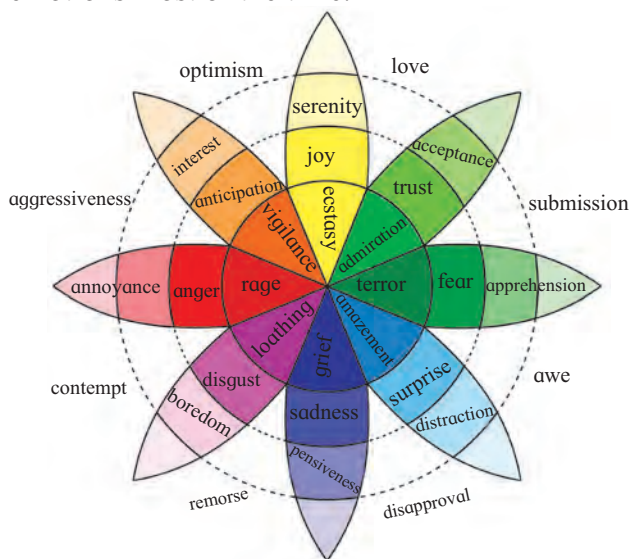 optimism
love
serenity
interest
joy
acceptance
anticipation
trust
aggressiveness
vigilance
ecstasy
admiration
submission
annoyance
anger
rage
terror
fear
apprehension
loathing
grief
amazement
contempt
disgust
surprise
awe
boredom
sadness
distraction
pensiveness
remorse
disapproval